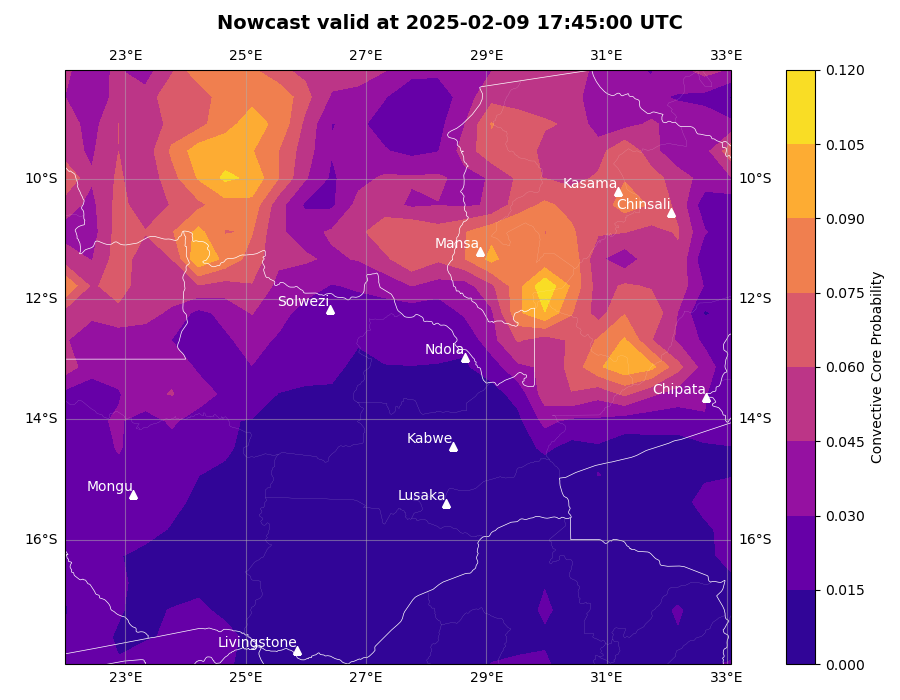 Nowcast valid at 2025-02-09 17:45:00 UTC
23°E 25°E 27°E 29°E 31°E 33°E
0.120
0.105
10°S 10°S
Kasama
Chinsali
0.090
Mansa
0.075
12°S 12°S
Solwezi
Ndola
0.060
Chipata
14°S 14°S
0.045
Kabwe
Mongu
Lusaka
0.030
16°S 16°S
0.015
Livingstone
0.000
23°E 25°E 27°E 29°E 31°E 33°E
Convective Core Probability